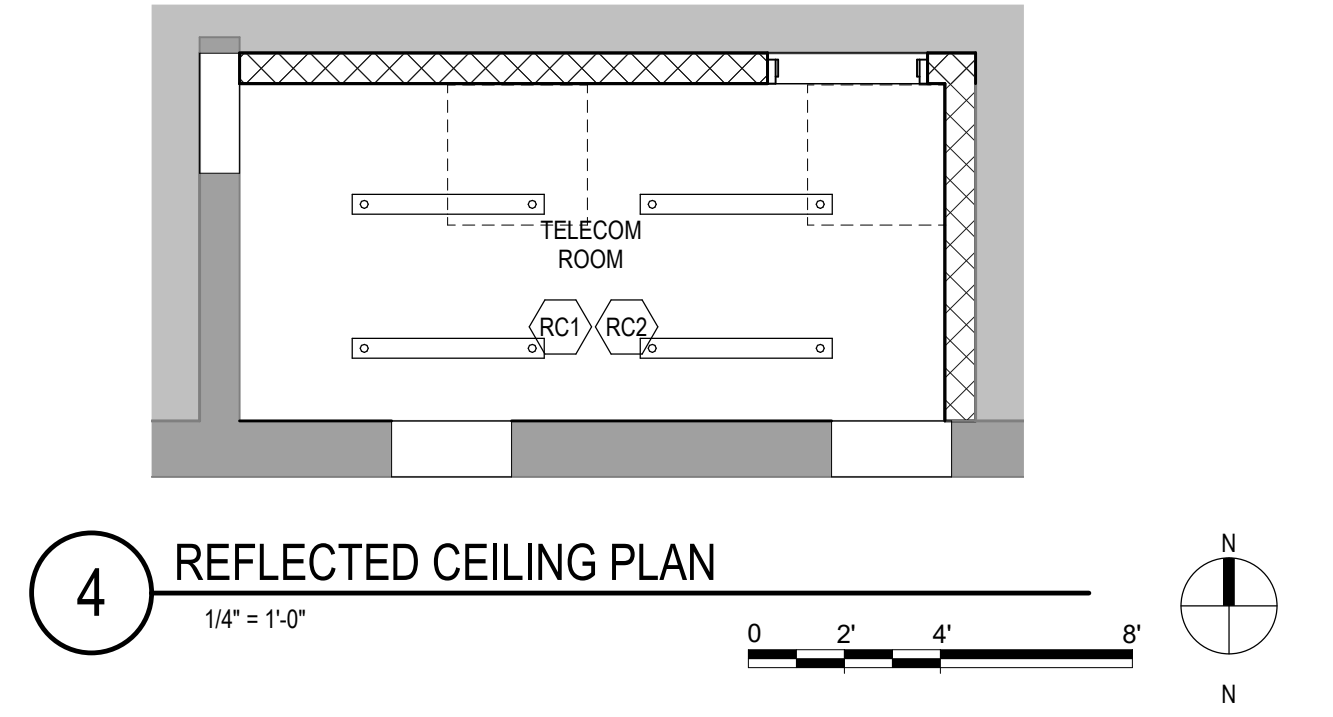 TELECOM
ROOM
RC1 RC2
4
REFLECTED CEILING PLAN
1/4" = 1'-0"
0 2' 4' 8'
N
N